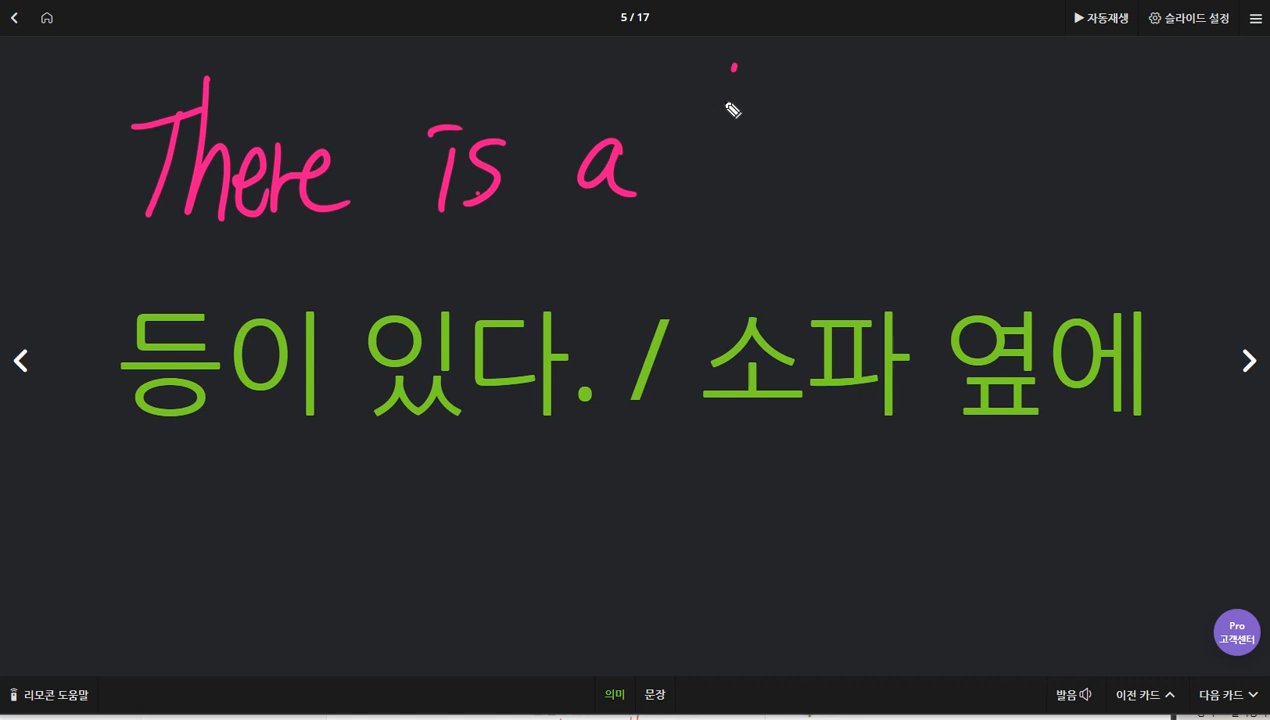 5 / 17
자동재생
슬라이드 설정
There is a
등이 있다. / 소파 옆에
Pro
고객센터
리모콘 도움말
의미
문장
발음
이전 카드
다음 카드